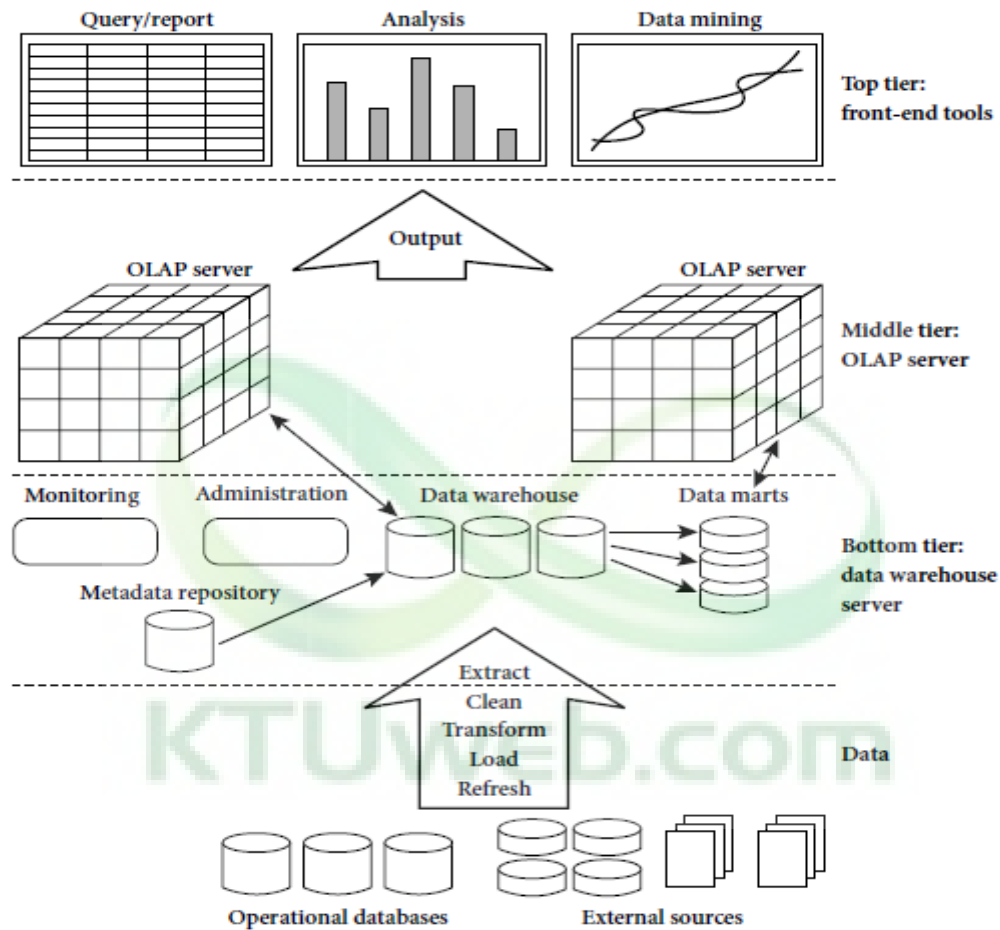 Query/report
Analysis
Data mining
Top tier:
front-end tools
Output
OLAP server
OLAP server
Middle tier:
OLAP server
Monitoring
Administration
Data warehouse
Data marts
Bottom tier:
data warehouse
server
Metadata repository
Extract
Clean
Transform
Load
Refresh
Data
KTUweb.com
Operational databases
External sources